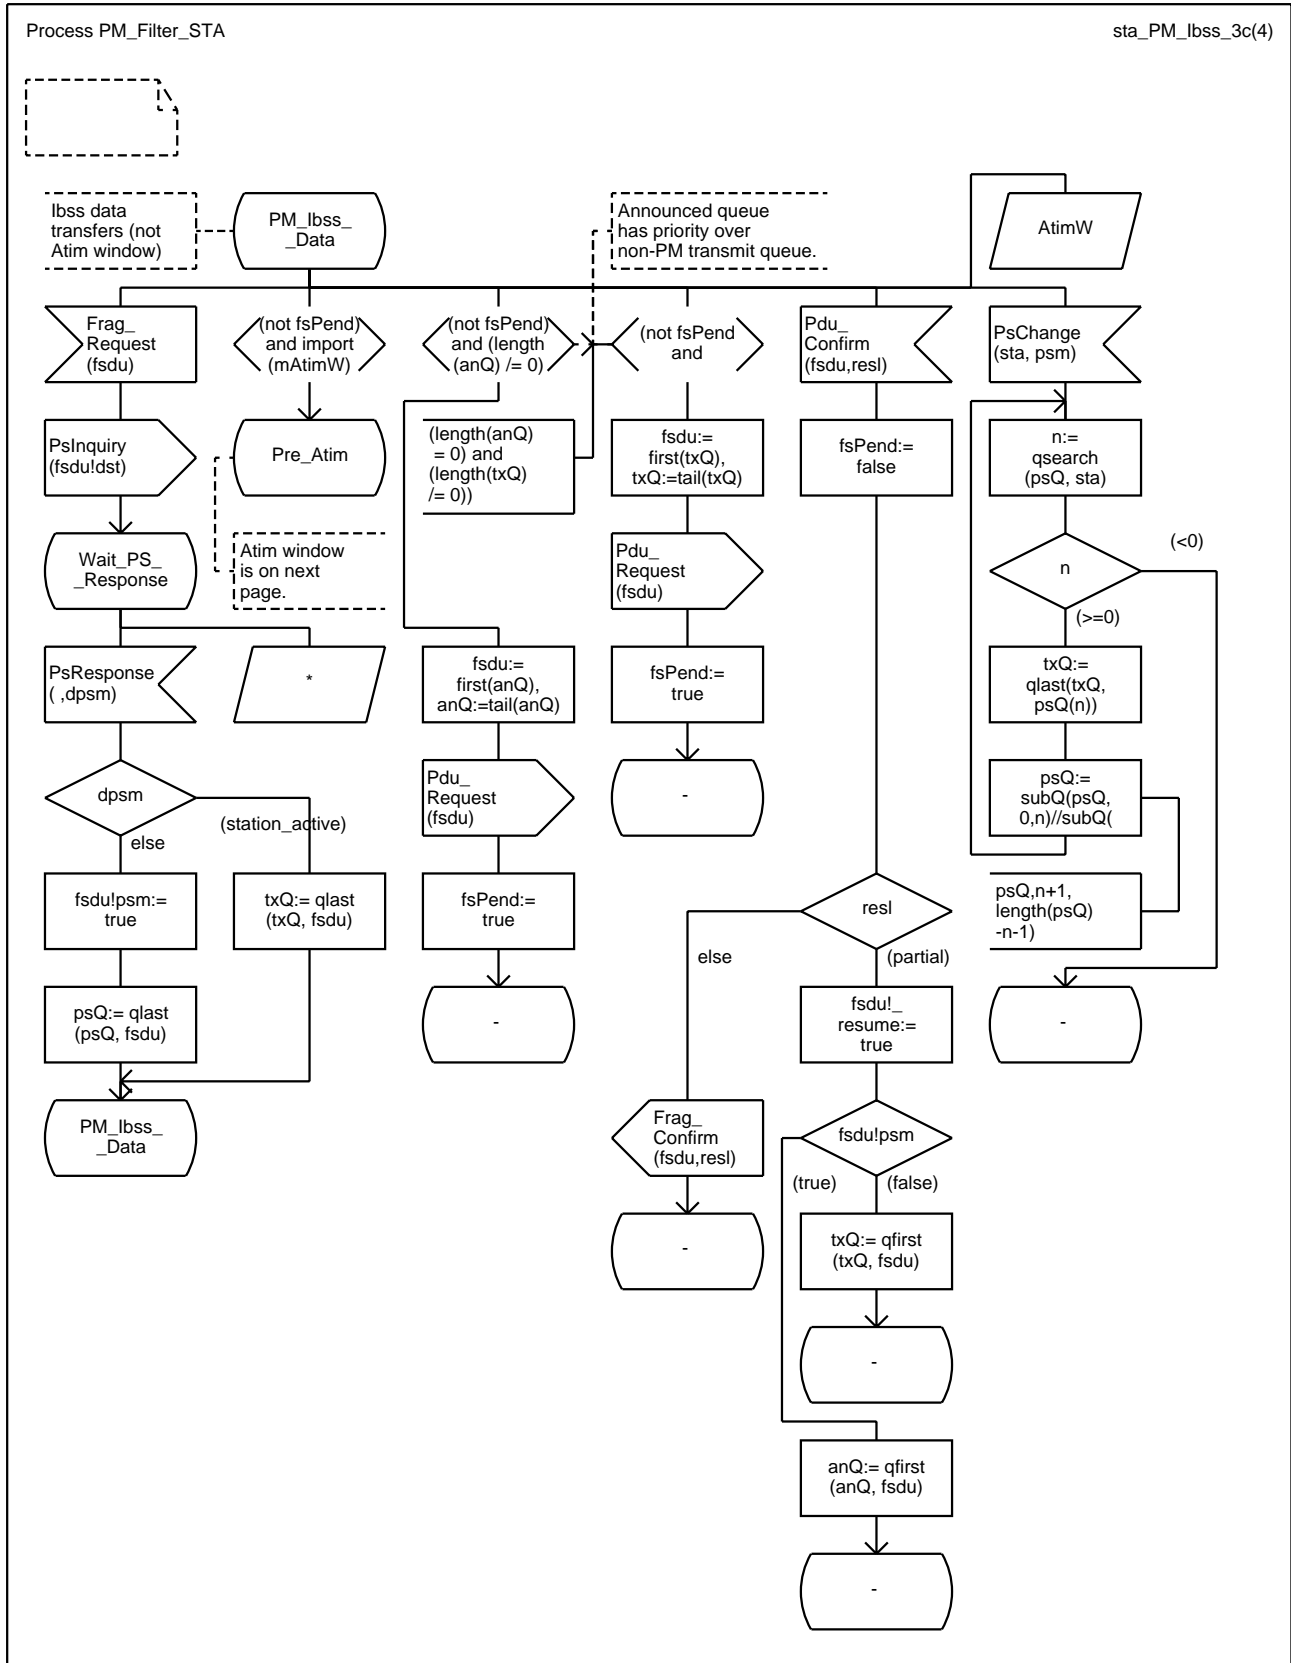 Process PM_Filter_STA
sta_PM_Ibss_3c(4)
Ibss data
transfers (not
Atim window)
PM_Ibss_
_Data
Announced queue
has priority over
non-PM transmit queue.
AtimW
Frag_
Request
(fsdu)
(not fsPend)
and import
(mAtimW)
(not fsPend)
and (length
(anQ) /= 0)
(not fsPend
and
Pdu_
Confirm
(fsdu,resl)
PsChange
(sta, psm)
PsInquiry
(fsdu!dst)
Pre_Atim
(length(anQ)
= 0) and
(length(txQ)
/= 0))
fsdu:=
first(txQ),
txQ:=tail(txQ)
fsPend:=
false
n:=
qsearch
(psQ, sta)
Wait_PS_
_Response
Atim window
is on next
page.
Pdu_
Request
(fsdu)
n
(<0)
(>=0)
PsResponse
( ,dpsm)
*
fsdu:=
first(anQ),
anQ:=tail(anQ)
fsPend:=
true
txQ:=
qlast(txQ,
psQ(n))
dpsm
(station_active)
else
Pdu_
Request
(fsdu)
-
psQ:=
subQ(psQ,
0,n)//subQ(
fsdu!psm:=
true
txQ:= qlast
(txQ, fsdu)
fsPend:=
true
resl
psQ,n+1,
length(psQ)
-n-1)
else
(partial)
psQ:= qlast
(psQ, fsdu)
-
fsdu!_
resume:=
true
-
PM_Ibss_
_Data
Frag_
Confirm
(fsdu,resl)
fsdu!psm
(true)
(false)
-
txQ:= qfirst
(txQ, fsdu)
-
anQ:= qfirst
(anQ, fsdu)
-